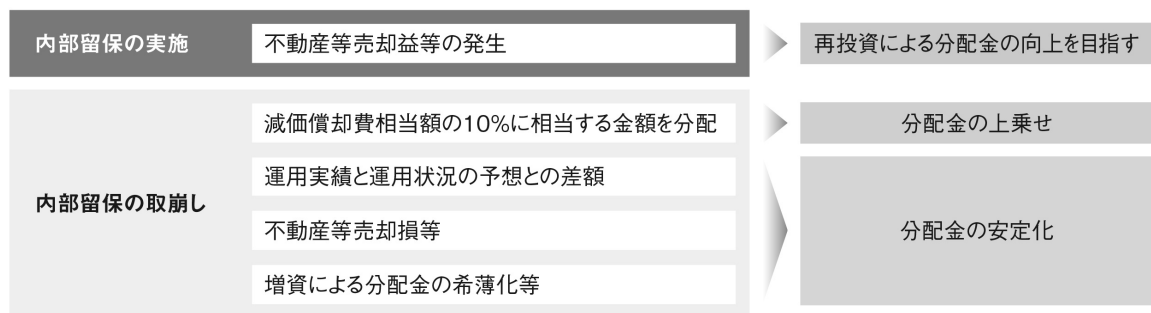 内部留保の実施
不動産等売却益等の発生
再投資による分配金の向上を目指す
内部留保の取崩し
減価償却費相当額の10%に相当する金額を分配
分配金の上乗せ
運用実績と運用状況の予想との差額
不動産等売却損等
増資による分配金の希薄化等
分配金の安定化